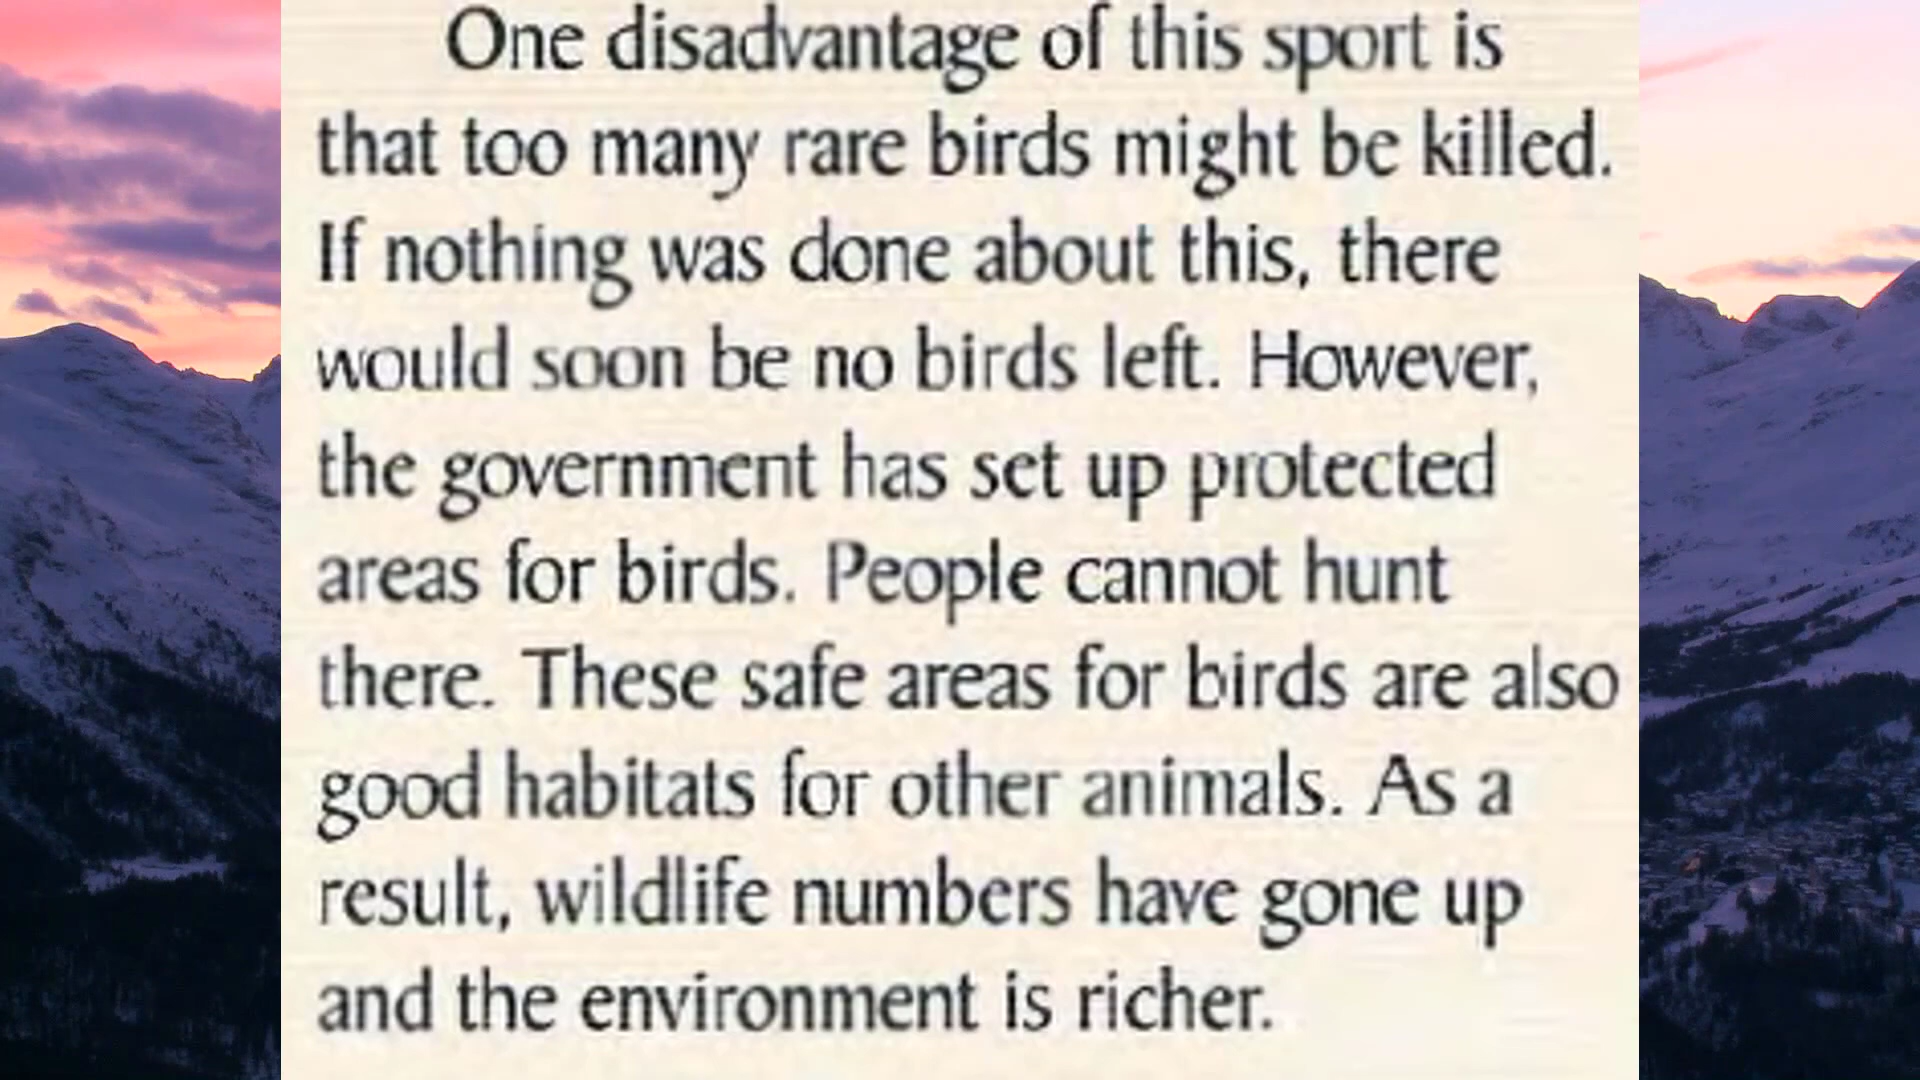 One disadvantage of this sport is
that too many rare birds might be killed.
If nothing was done about this, there
would soon be no birds left. However,
the government has set up protected
areas for birds. People cannot hunt
there. These safe areas for birds are also
good habitats for other animals. As a
result, wildlife numbers have gone up
and the environment is richer.